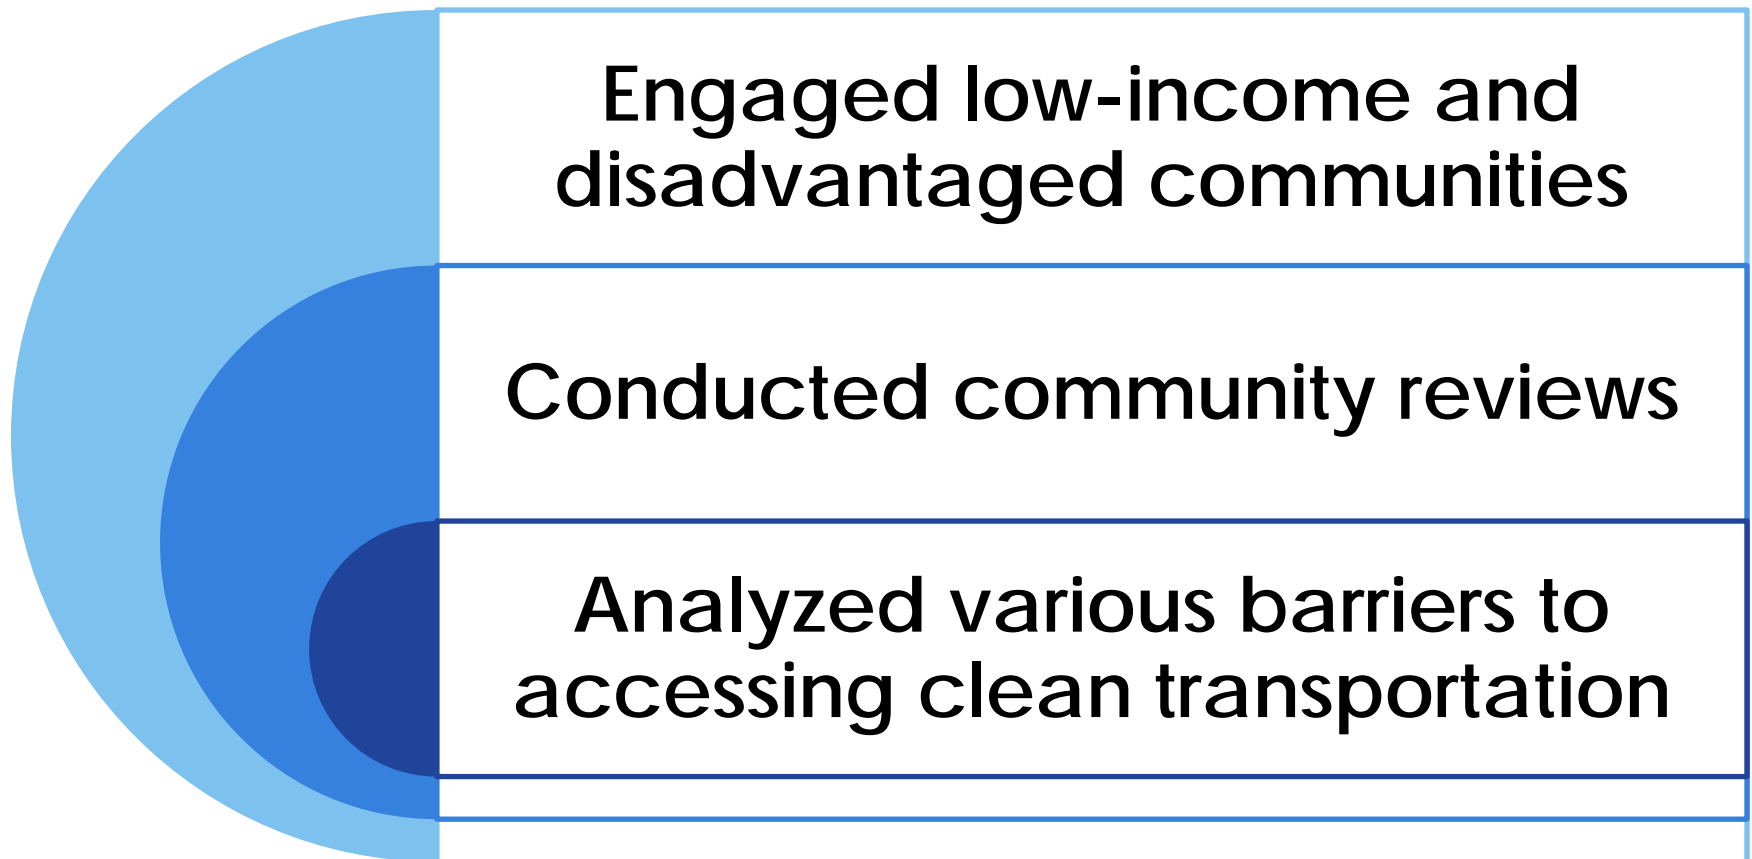 Engaged low-income and
disadvantaged communities
Conducted community reviews
Analyzed various barriers to
accessing clean transportation